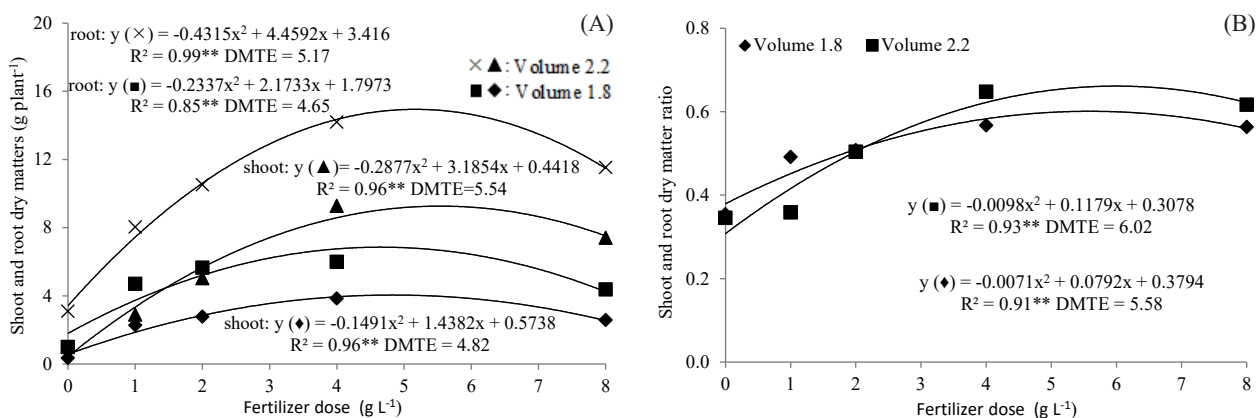 (A)
root: y (×) = -0.4315x² + 4.4592x + 3.416
R² = 0.99** DMTE = 5.17
root: y (■) = -0.2337x² + 2.1733x + 1.7973
R² = 0.85** DMTE = 4.65
×▲: Volume 2.2
■◆: Volume 1.8
shoot: y (▲) = -0.2877x² + 3.1854x + 0.4418
R² = 0.96** DMTE=5.54
shoot: y (♦) = -0.1491x² + 1.4382x + 0.5738
R² = 0.96** DMTE = 4.82
Shoot and root dry matters (g plant⁻¹)
20
16
12
8
4
0
0 1 2 3 4 5 6 7 8
Fertilizer dose (g L⁻¹)
(B)
◆Volume 1.8 ■Volume 2.2
y (■) = -0.0098x² + 0.1179x + 0.3078
R² = 0.93** DMTE = 6.02
y (♦) = -0.0071x² + 0.0792x + 0.3794
R² = 0.91** DMTE = 5.58
Shoot and root dry matter ratio
0.8
0.6
0.4
0.2
0.0
0 1 2 3 4 5 6 7 8
Fertilizer dose (g L⁻¹)